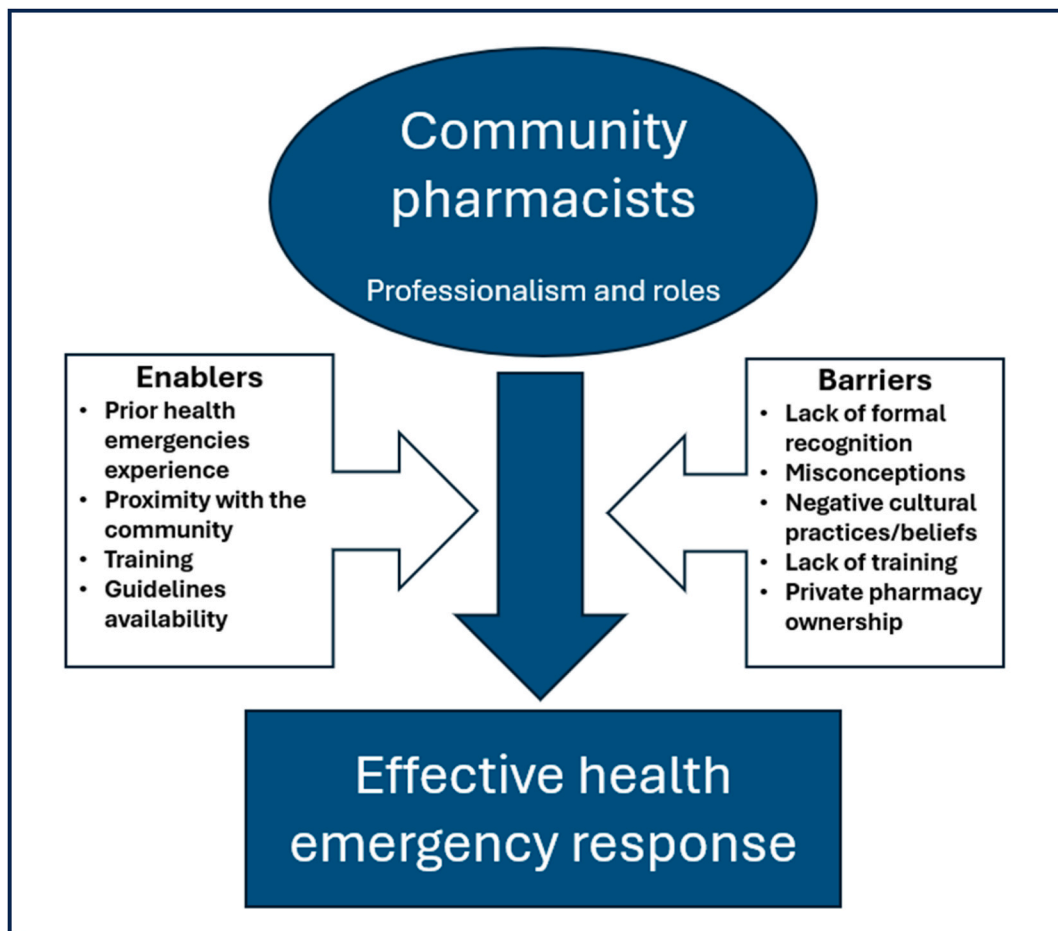 Community
pharmacists
Professionalism and roles
Enablers
• Prior health
emergencies
experience
• Proximity with the
community
• Training
• Guidelines
availability
Barriers
• Lack of formal
recognition
• Misconceptions
• Negative cultural
practices/beliefs
• Lack of training
• Private pharmacy
ownership
Effective health
emergency response